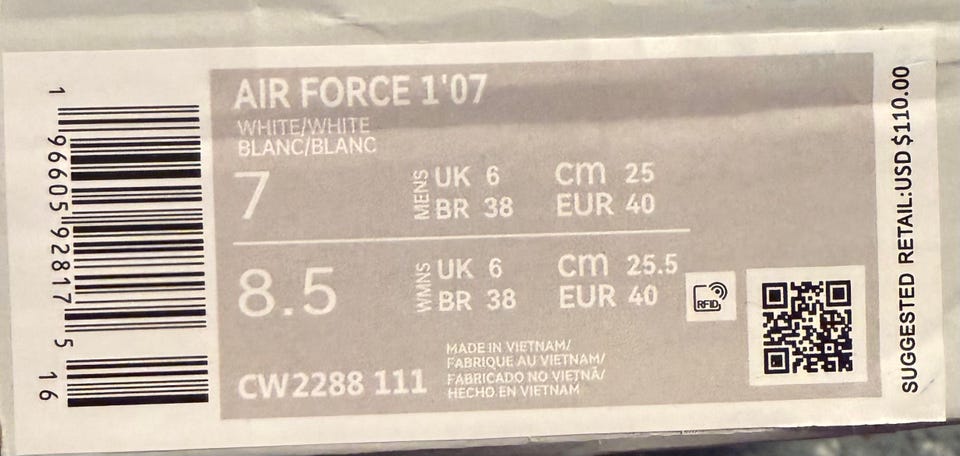 AIR FORCE 1'07
WHITE/WHITE
BLANC/BLANC
7
MENS
UK 6 cm 25
BR 38 EUR 40
8.5
WMNS
UK 6 cm 25.5
BR 38 EUR 40
RFID
CW2288 111
MADE IN VIETNAM/
FABRIQUE AU VIETNAM/
FABRICADO NO VIETNÃ/
HECHO EN VIETNAM
1 96605 92817 5 16
SUGGESTED RETAIL:USD $110.00